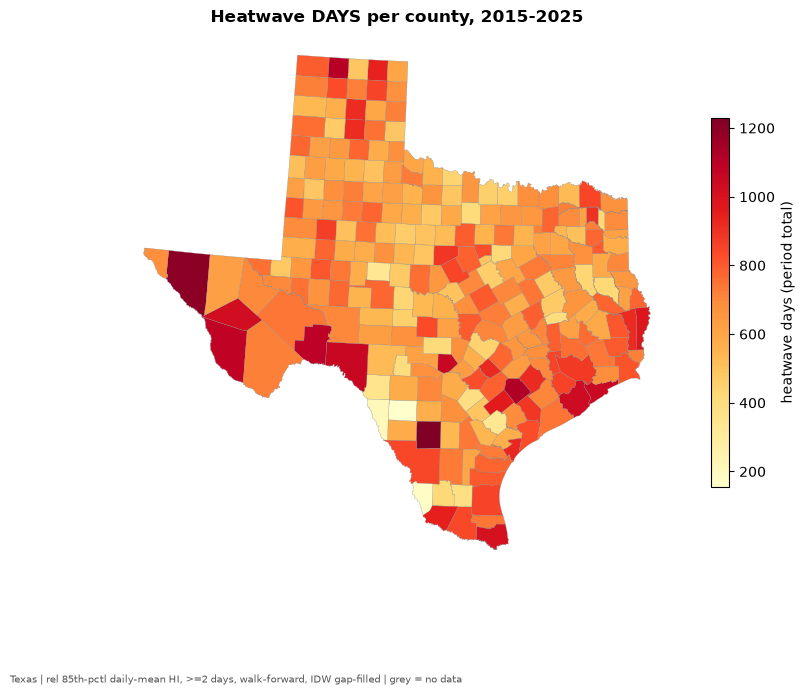 Heatwave DAYS per county, 2015-2025
1200
1000
800
600
400
200
heatwave days (period total)
Texas | rel 85th-pctl daily-mean HI, >=2 days, walk-forward, IDW gap-filled | grey = no data